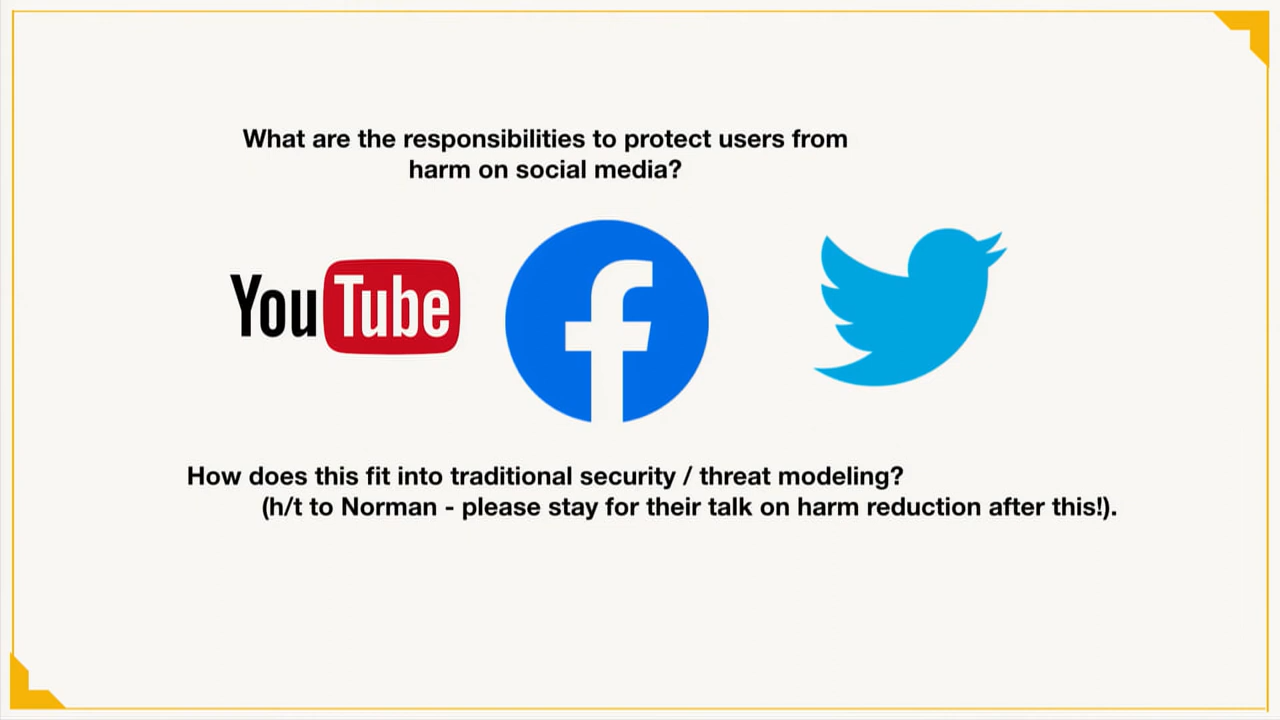 What are the responsibilities to protect users from
harm on social media?
YouTube
How does this fit into traditional security / threat modeling?
(h/t to Norman - please stay for their talk on harm reduction after this!).